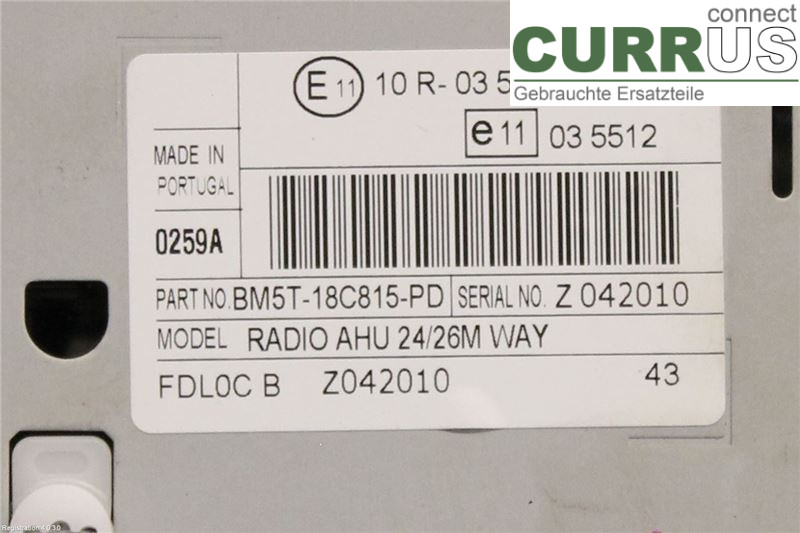 connect
CURRUS
Gebrauchte Ersatzteile
E 11 10 R- 03 5
e 11 03 5512
MADE IN
PORTUGAL
0259A
PART NO. BM5T-18C815-PD SERIAL NO. Z 042010
MODEL RADIO AHU 24/26M WAY
FDL0C B Z042010 43